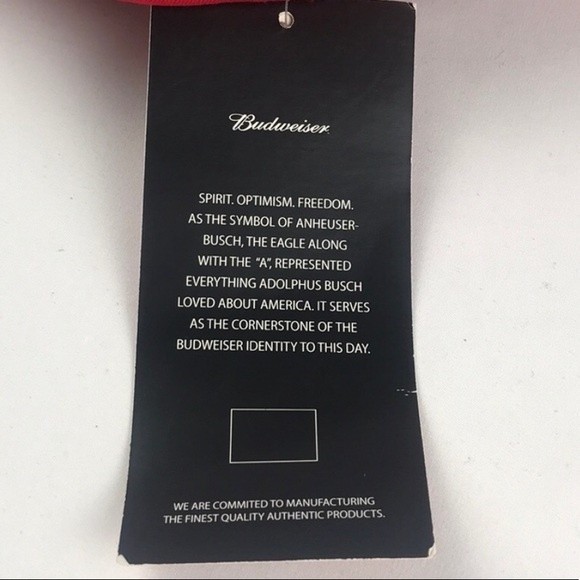 Budweiser
SPIRIT. OPTIMISM. FREEDOM.
AS THE SYMBOL OF ANHEUSER-
BUSCH, THE EAGLE ALONG
WITH THE "A", REPRESENTED
EVERYTHING ADOLPHUS BUSCH
LOVED ABOUT AMERICA. IT SERVES
AS THE CORNERSTONE OF THE
BUDWEISER IDENTITY TO THIS DAY.
WE ARE COMMITED TO MANUFACTURING
THE FINEST QUALITY AUTHENTIC PRODUCTS.